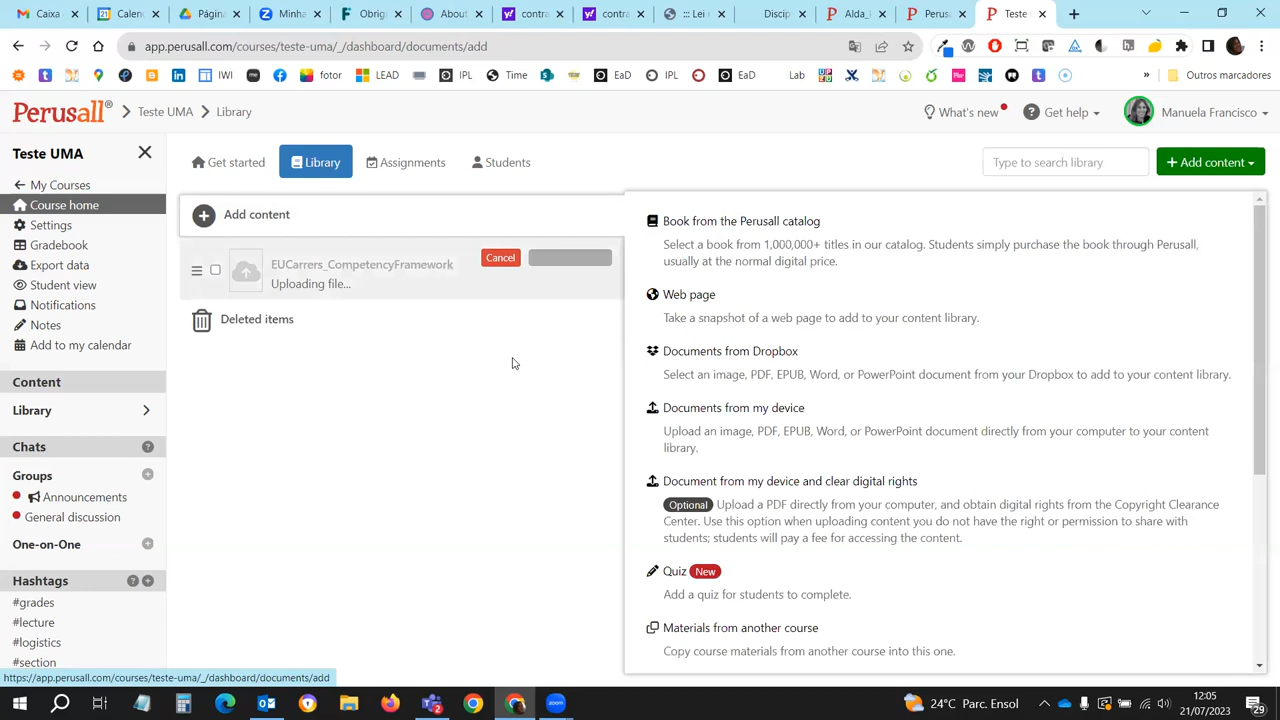 Caixa
Calen
Págin
Minha
Obrig
About
contra
contra
::: Lei
Discip
Alda_
Perus
Teste
app.perusall.com/courses/teste-uma/_/dashboard/documents/add
IWI
fotor
LEAD
IPL
Time
EaD
IPL
EaD
Lab
»
Outros marcadores
Perusall®
Teste UMA
Library
What's new
Get help
Manuela Francisco
Teste UMA
My Courses
Course home
Settings
Gradebook
Export data
Student view
Notifications
Notes
Add to my calendar
Content
Library
Chats
Groups
Announcements
General discussion
One-on-One
Hashtags
#grades
#lecture
#logistics
#section
Get started
Library
Assignments
Students
Type to search library
Add content
Add content
EUCarrers_CompetencyFramework
Cancel
Uploading file...
Deleted items
Book from the Perusall catalog
Select a book from 1,000,000+ titles in our catalog. Students simply purchase the book through Perusall,
usually at the normal digital price.
Web page
Take a snapshot of a web page to add to your content library.
Documents from Dropbox
Select an image, PDF, EPUB, Word, or PowerPoint document from your Dropbox to add to your content library.
Documents from my device
Upload an image, PDF, EPUB, Word, or PowerPoint document directly from your computer to your content
library.
Document from my device and clear digital rights
Optional Upload a PDF directly from your computer, and obtain digital rights from the Copyright Clearance
Center. Use this option when uploading content you do not have the right or permission to share with
students; students will pay a fee for accessing the content.
Quiz New
Add a quiz for students to complete.
Materials from another course
Copy course materials from another course into this one.
https://app.perusall.com/courses/teste-uma/_/dashboard/documents/add
24°C Parc. Ensol
12:05
21/07/2023
29